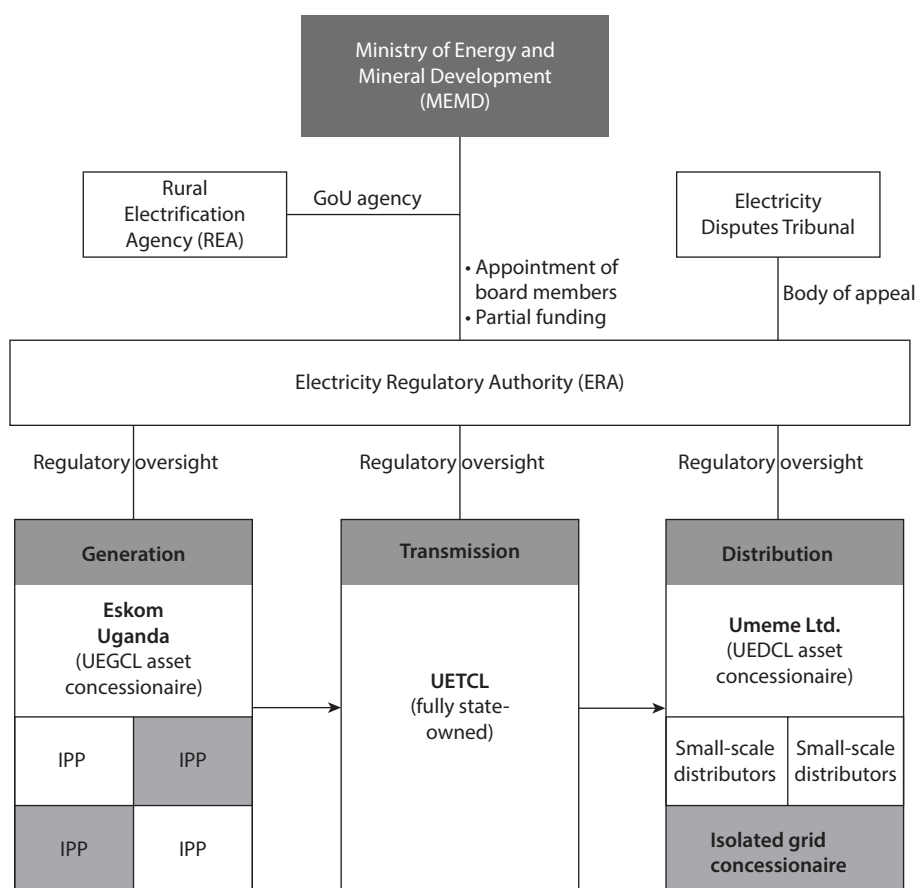 Ministry of Energy and
Mineral Development
(MEMD)
Rural
Electrification
Agency (REA)
GoU agency
Electricity
Disputes Tribunal
• Appointment of
board members
• Partial funding
Body of appeal
Electricity Regulatory Authority (ERA)
Regulatory oversight
Regulatory oversight
Regulatory oversight
Generation
Eskom
Uganda
(UEGCL asset
concessionaire)
IPP
IPP
IPP
IPP
Transmission
UETCL
(fully state-
owned)
Distribution
Umeme Ltd.
(UEDCL asset
concessionaire)
Small-scale
distributors
Small-scale
distributors
Isolated grid
concessionaire